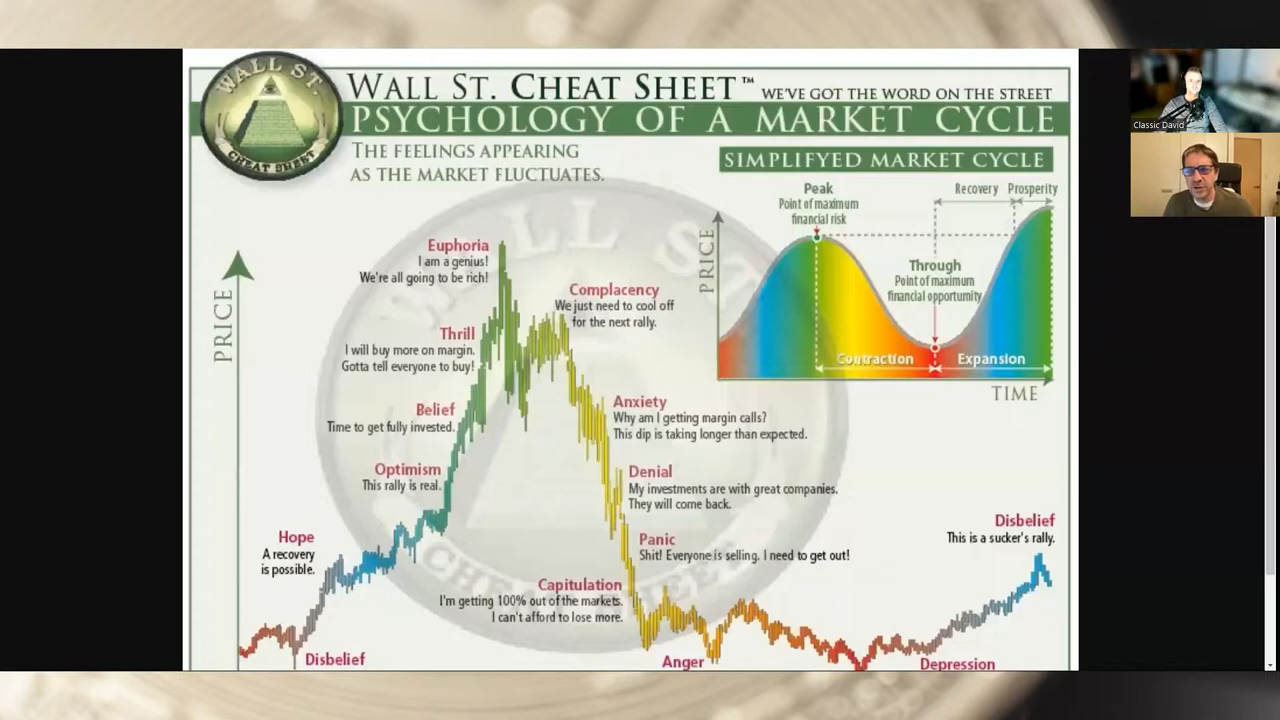 WALL ST.
CHEAT SHEET
WALL ST. CHEAT SHEET™ WE'VE GOT THE WORD ON THE STREET
PSYCHOLOGY OF A MARKET CYCLE
THE FEELINGS APPEARING
AS THE MARKET FLUCTUATES.
SIMPLIFYED MARKET CYCLE
Peak
Point of maximum
financial risk
Recovery
Prosperity
PRICE
Through
Point of maximum
financial opportunity
Contraction
Expansion
TIME
WALL ST
CHEAT SHEET
PRICE
Euphoria
I am a genius!
We're all going to be rich!
Complacency
We just need to cool off
for the next rally.
Thrill
I will buy more on margin.
Gotta tell everyone to buy!
Belief
Time to get fully invested.
Anxiety
Why am I getting margin calls?
This dip is taking longer than expected.
Optimism
This rally is real.
Denial
My investments are with great companies.
They will come back.
Hope
A recovery
is possible.
Panic
Shit! Everyone is selling. I need to get out!
Disbelief
This is a sucker's rally.
Capitulation
I'm getting 100% out of the markets.
I can't afford to lose more.
Disbelief
Anger
Depression
Classic David